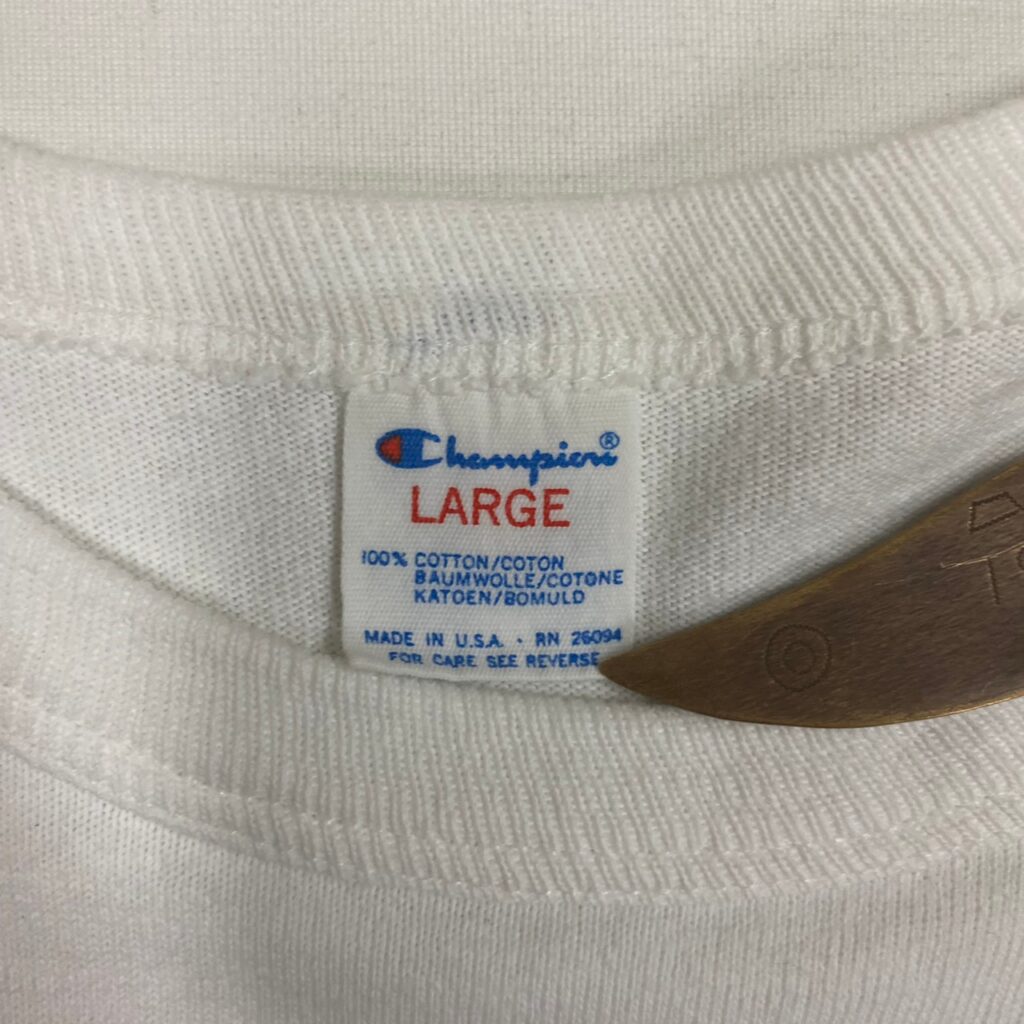 Champion®
LARGE
100% COTTON/COTON
BAUMWOLLE/COTONE
KATOEN/BOMULD
MADE IN U.S.A. · RN 26094
FOR CARE SEE REVERSE